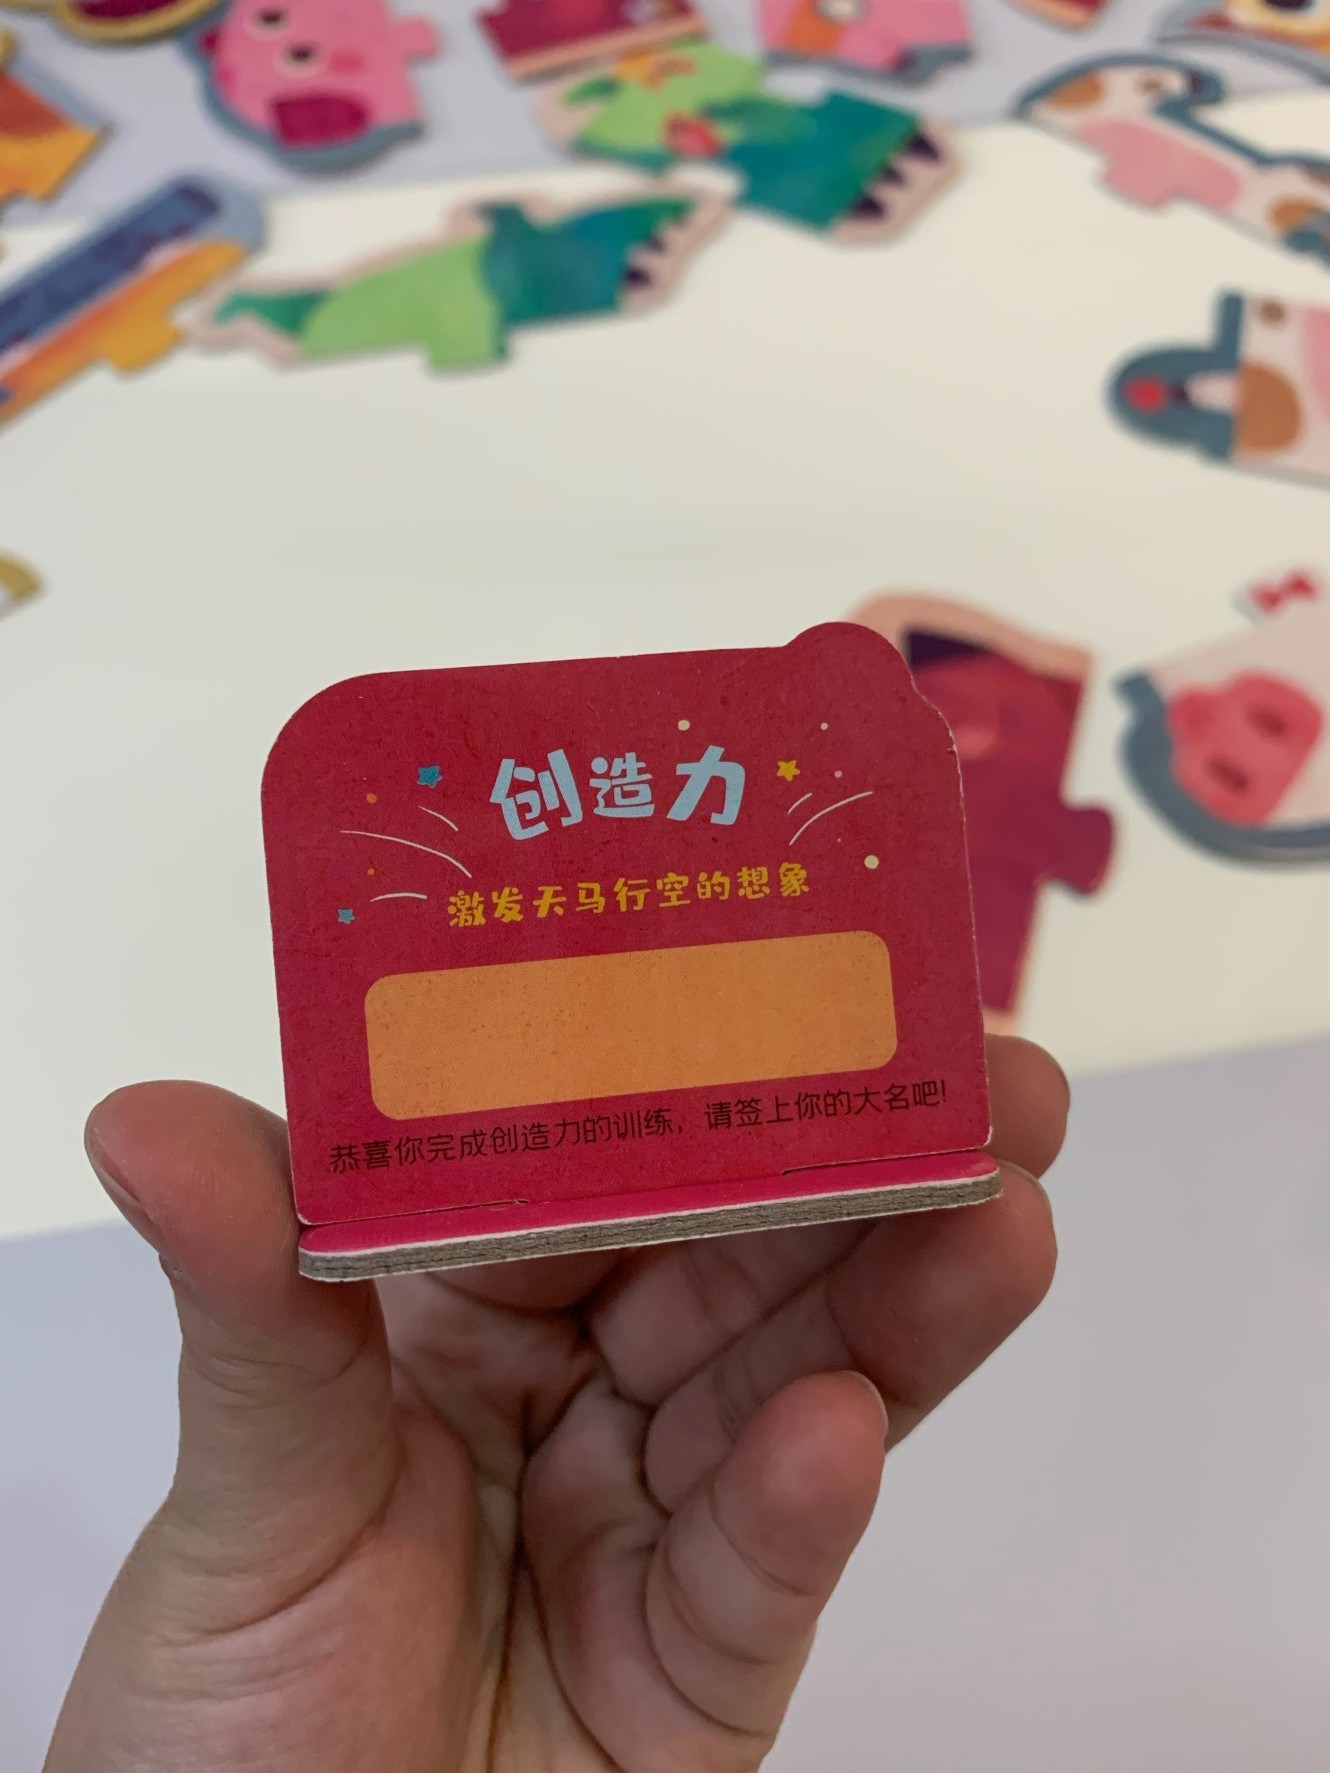 创造力
激发天马行空的想象
恭喜你完成创造力的训练，请签上你的大名吧!